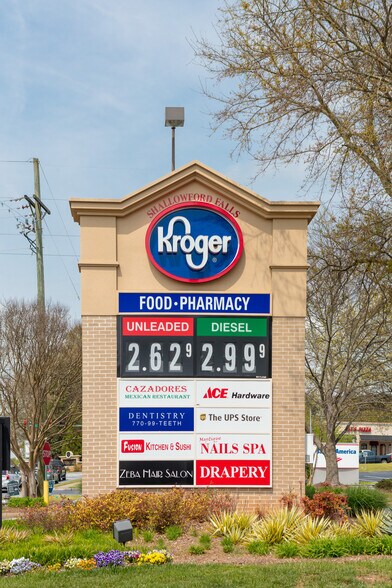 SHALLOWFORD FALLS
Kroger
FOOD · PHARMACY
UNLEADED DIESEL
2.62 9 2.99 9
CAZADORES
MEXICAN RESTAURANT
ACE Hardware
DENTISTRY
770-99-TEETH
The UPS Store
FUSION KITCHEN & SUSHI
NAILS SPA
ZEBA HAIR SALON
DRAPERY
America